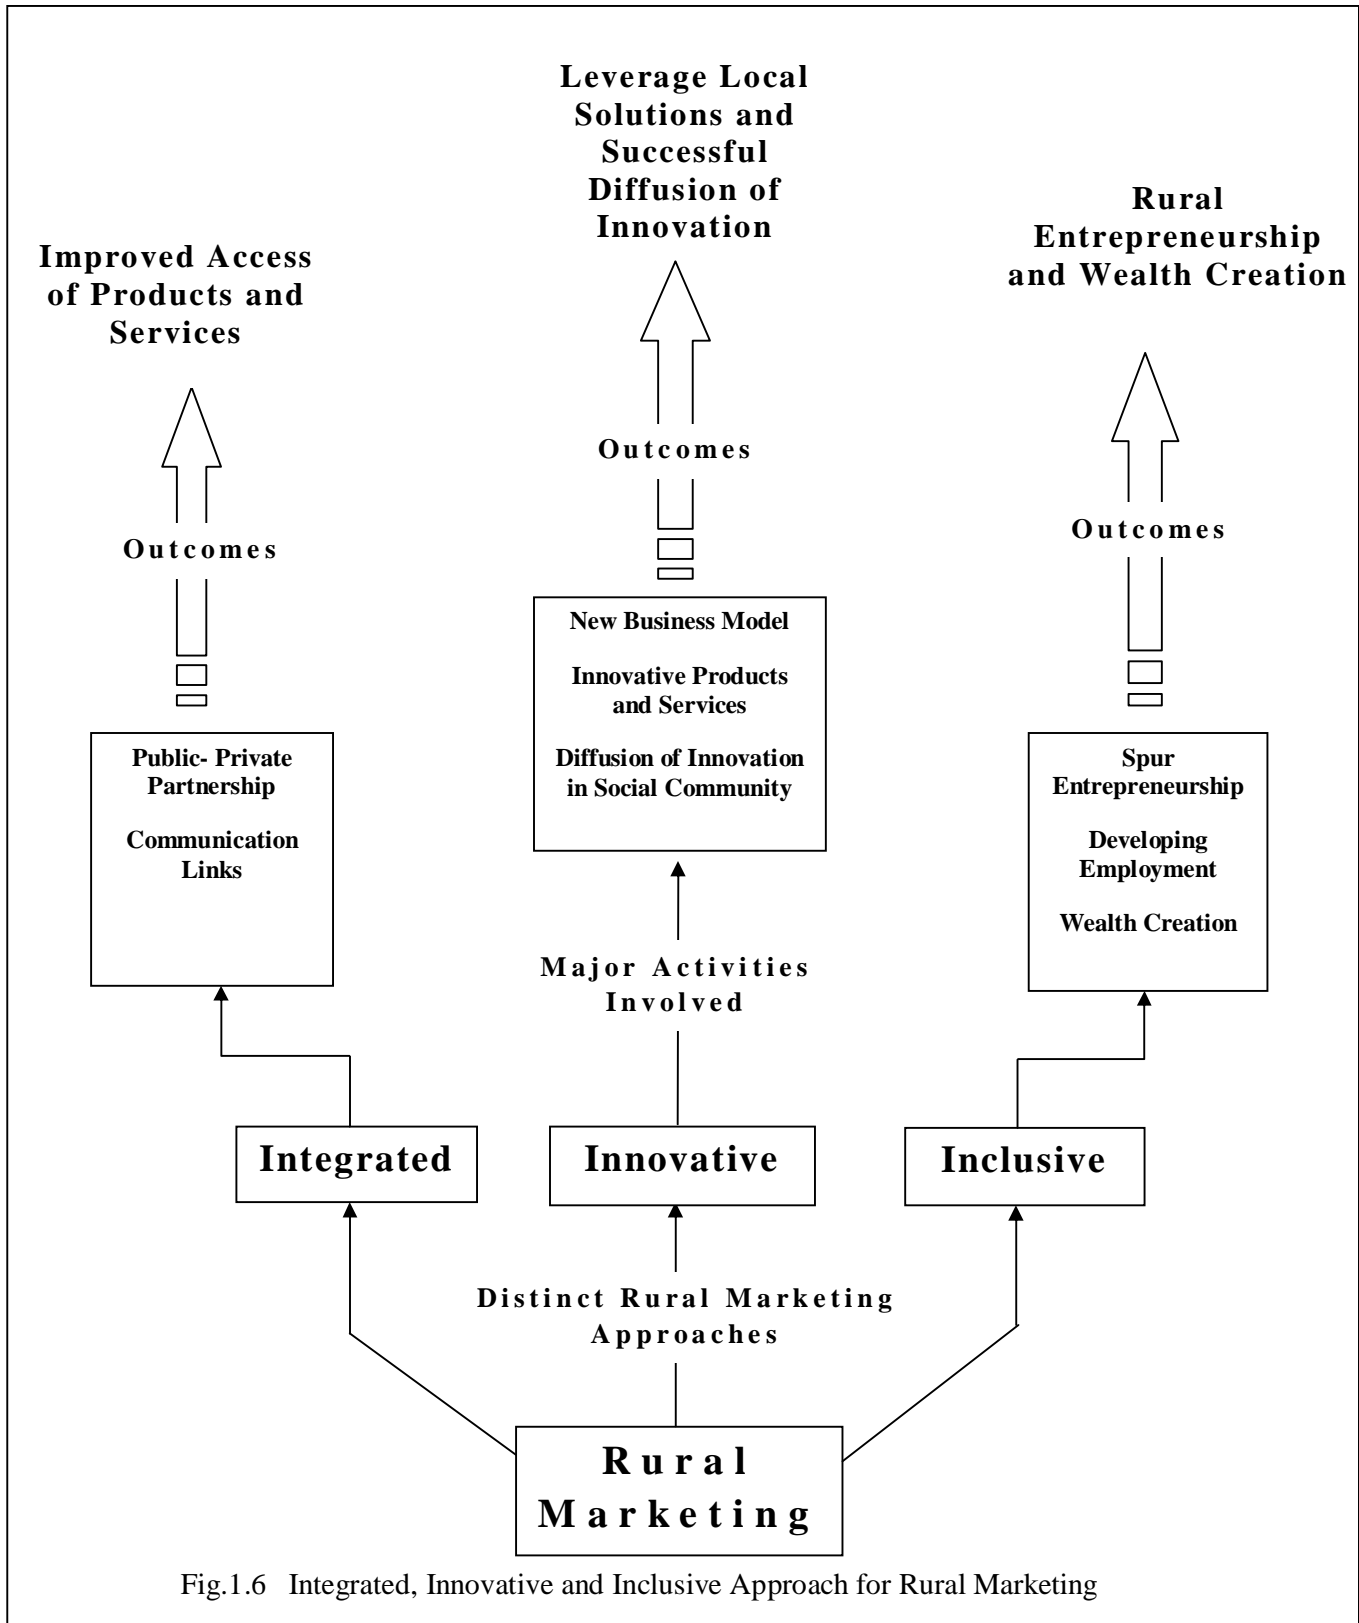 Leverage Local
Solutions and
Successful
Diffusion of
Innovation
Rural
Entrepreneurship
and Wealth Creation
Improved Access
of Products and
Services
Outcomes
Outcomes
Outcomes
New Business Model
Innovative Products
and Services
Diffusion of Innovation
in Social Community
Public- Private
Partnership
Communication
Links
Spur
Entrepreneurship
Developing
Employment
Wealth Creation
Major Activities
Involved
Integrated
Innovative
Inclusive
Distinct Rural Marketing
Approaches
Rural
Marketing
Fig.1.6 Integrated, Innovative and Inclusive Approach for Rural Marketing